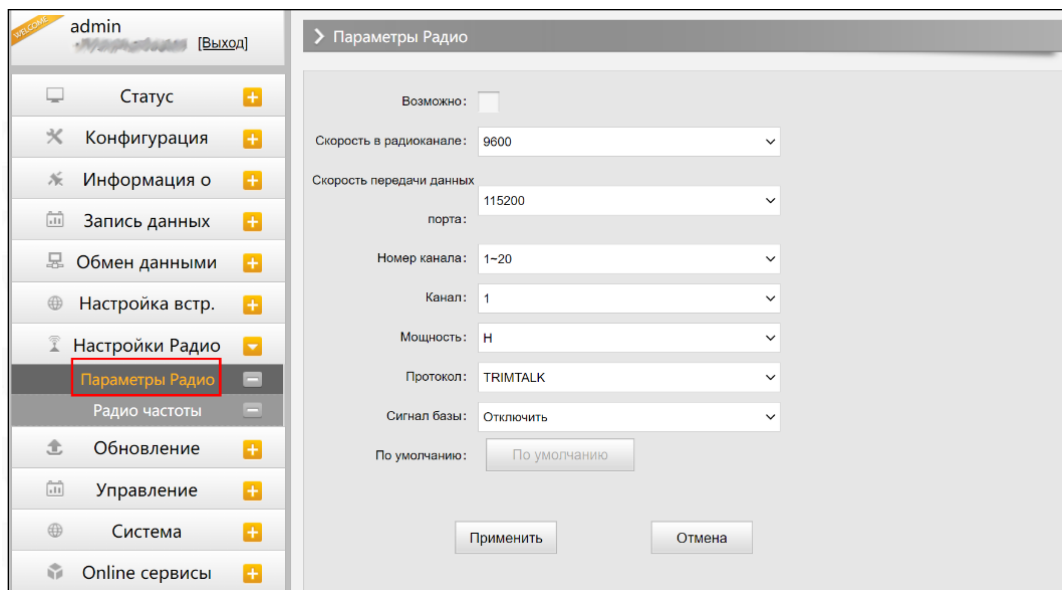 WELCOME
admin
[Выход]
Статус
Конфигурация
Информация о
Запись данных
Обмен данными
Настройка встр.
Настройки Радио
Параметры Радио
Радио частоты
Обновление
Управление
Система
Online сервисы
Параметры Радио
Возможно:
Скорость в радиоканале: 9600
Скорость передачи данных
порта: 115200
Номер канала: 1~20
Канал: 1
Мощность: H
Протокол: TRIMTALK
Сигнал базы: Отключить
По умолчанию: По умолчанию
Применить Отмена